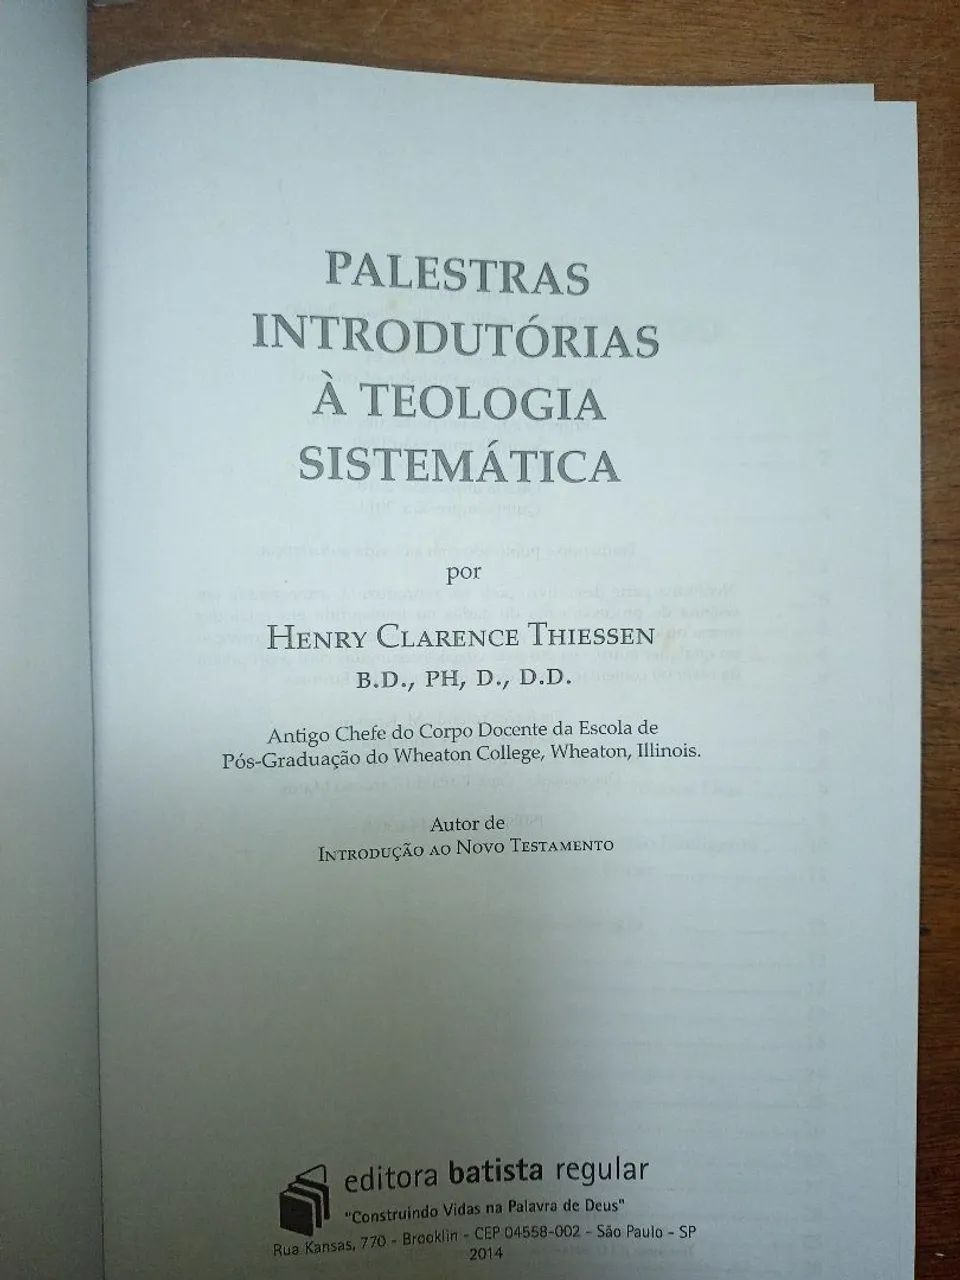 PALESTRAS
INTRODUTÓRIAS
À TEOLOGIA
SISTEMÁTICA
por
HENRY CLARENCE THIESSEN
B.D., PH, D., D.D.
Antigo Chefe do Corpo Docente da Escola de
Pós-Graduação do Wheaton College, Wheaton, Illinois.
Autor de
INTRODUÇÃO AO NOVO TESTAMENTO
editora batista regular
"Construindo Vidas na Palavra de Deus"
Rua Kansas, 770 - Brooklin - CEP 04558-002 - São Paulo - SP
2014